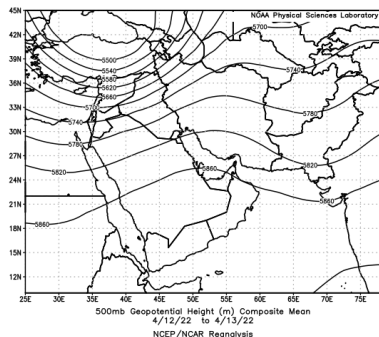 45N
NOAA Physical Sciences Laboratory
5700
42N
5500
5540
5740
39N
5580
5620
36N
5660
5700
5780
33N
5740
30N
5780
27N
5820
5860
5820
24N
5860
21N
5860
18N
15N
12N
25E 30E 35E 40E 45E 50E 55E 60E 65E 70E 75E
500mb Geopotential Height (m) Composite Mean
4/12/22 to 4/13/22
NCEP/NCAR Reanalysis